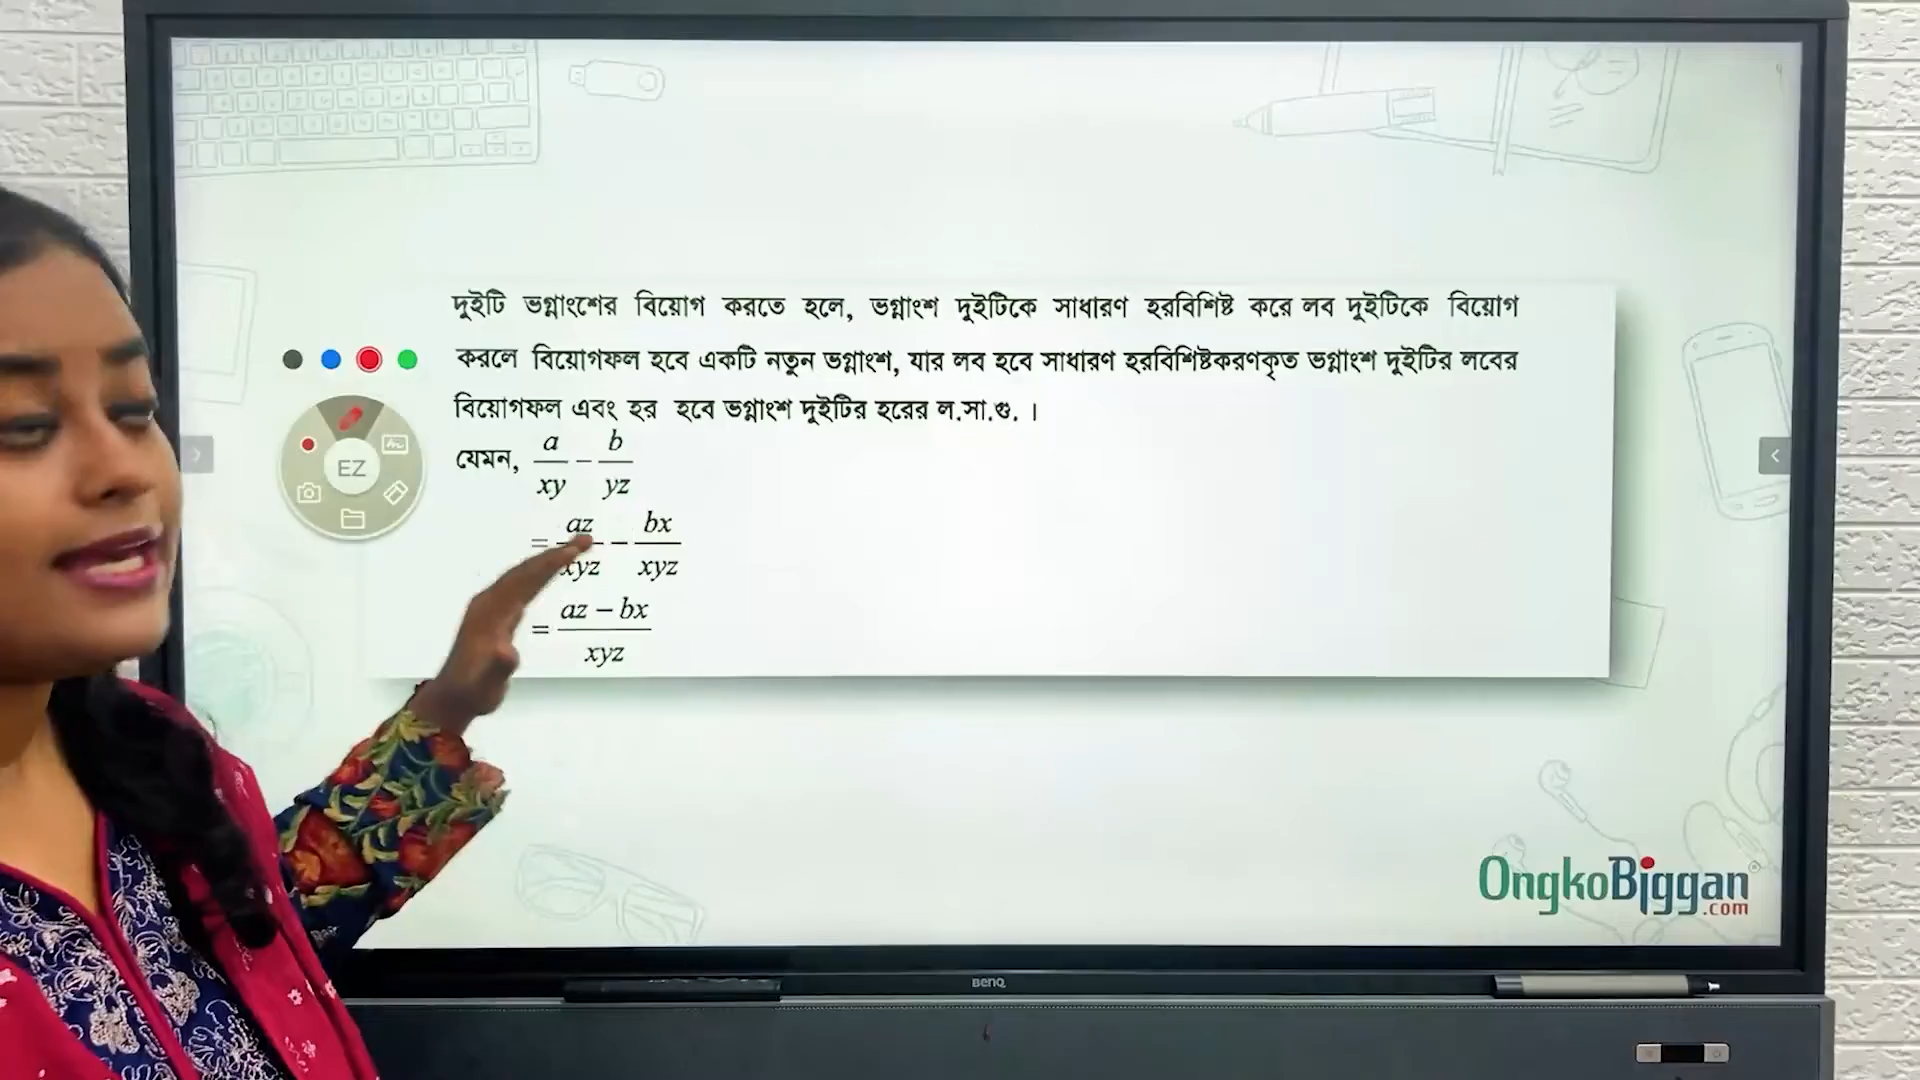 দুইটি ভগ্নাংশের বিয়োগ করতে হলে, ভগ্নাংশ দুইটিকে সাধারণ হরবিশিষ্ট করে লব দুইটিকে বিয়োগ
করলে বিয়োগফল হবে একটি নতুন ভগ্নাংশ, যার লব হবে সাধারণ হরবিশিষ্টকরণকৃত ভগ্নাংশ দুইটির লবের
বিয়োগফল এবং হর হবে ভগ্নাংশ দুইটির হরের ল.সা.গু. ।
যেমন, a/xy − b/yz
= az/xyz − bx/xyz
= (az − bx)/xyz
EZ
OngkoBiggan
.com
BenQ